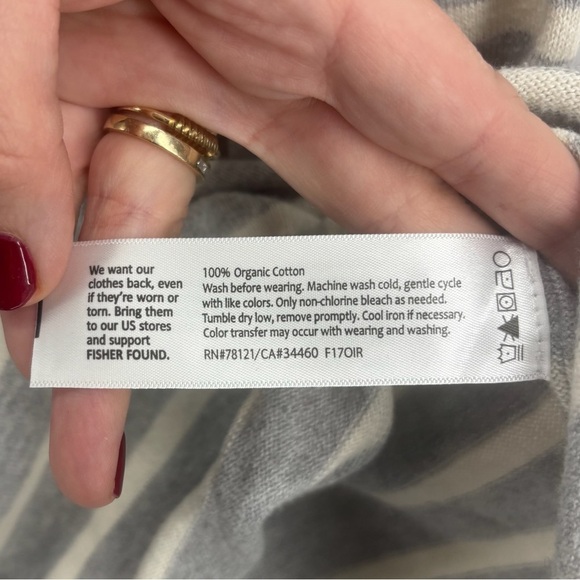 We want our
clothes back, even
if they're worn or
torn. Bring them
to our US stores
and support
FISHER FOUND.
100% Organic Cotton
Wash before wearing. Machine wash cold, gentle cycle
with like colors. Only non-chlorine bleach as needed.
Tumble dry low, remove promptly. Cool iron if necessary.
Color transfer may occur with wearing and washing.
RN#78121/CA#34460 F17OIR